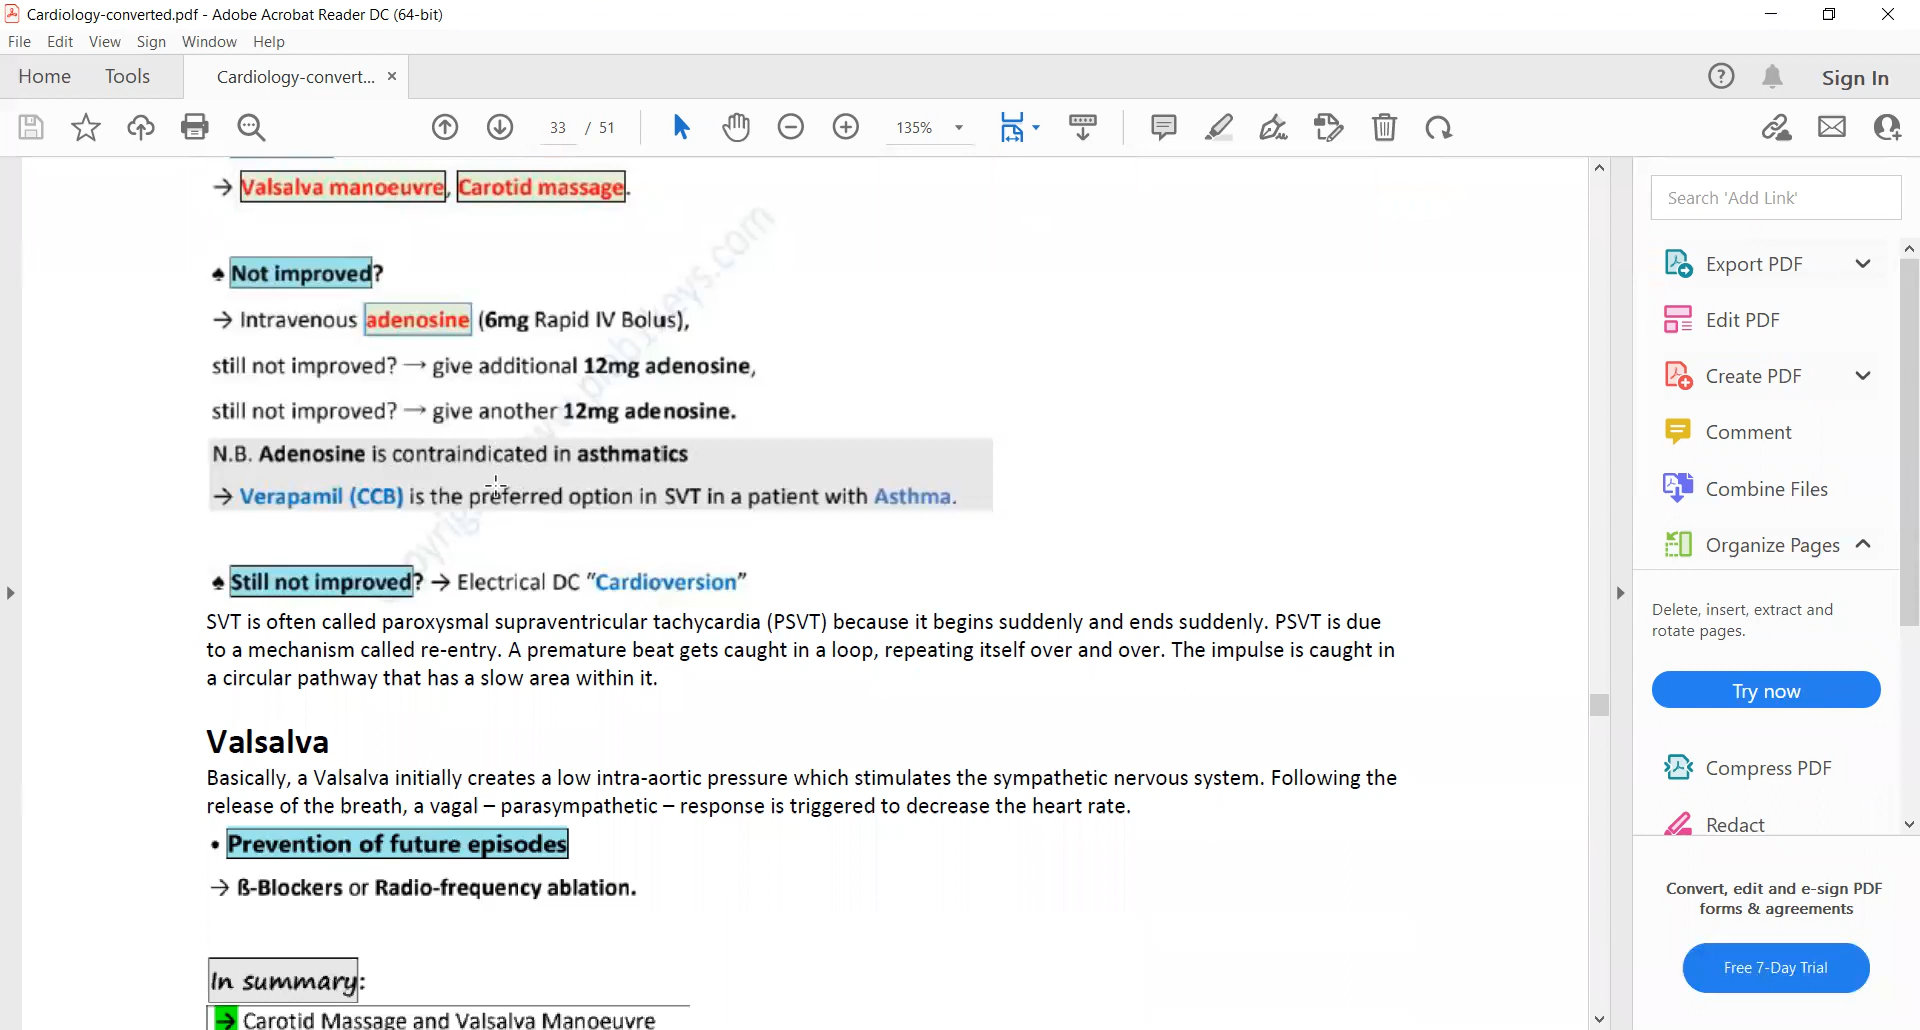 Cardiology-converted.pdf - Adobe Acrobat Reader DC (64-bit)
File Edit View Sign Window Help
Home Tools Cardiology-convert... × Sign In
33 / 51 135%
→ Valsalva manoeuvre, Carotid massage.
♠ Not improved?
→ Intravenous adenosine (6mg Rapid IV Bolus),
still not improved? → give additional 12mg adenosine,
still not improved? → give another 12mg adenosine.
N.B. Adenosine is contraindicated in asthmatics
→ Verapamil (CCB) is the preferred option in SVT in a patient with Asthma.
♠ Still not improved? → Electrical DC "Cardioversion"
SVT is often called paroxysmal supraventricular tachycardia (PSVT) because it begins suddenly and ends suddenly. PSVT is due
to a mechanism called re-entry. A premature beat gets caught in a loop, repeating itself over and over. The impulse is caught in
a circular pathway that has a slow area within it.
Valsalva
Basically, a Valsalva initially creates a low intra-aortic pressure which stimulates the sympathetic nervous system. Following the
release of the breath, a vagal – parasympathetic – response is triggered to decrease the heart rate.
• Prevention of future episodes
→ ß-Blockers or Radio-frequency ablation.
In summary:
→ Carotid Massage and Valsalva Manoeuvre
Search 'Add Link'
Export PDF
Edit PDF
Create PDF
Comment
Combine Files
Organize Pages
Delete, insert, extract and
rotate pages.
Try now
Compress PDF
Redact
Convert, edit and e-sign PDF
forms & agreements
Free 7-Day Trial